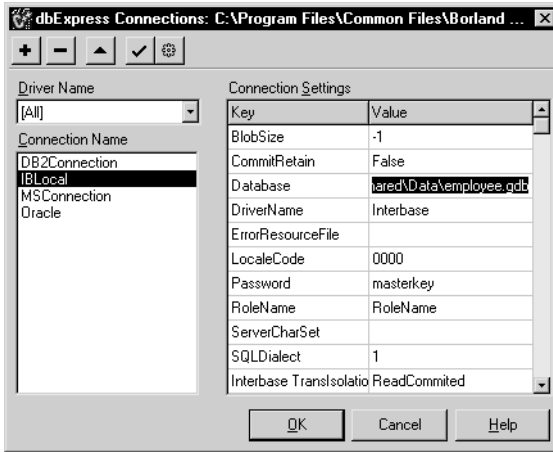 dbExpress Connections: C:\Program Files\Common Files\Borland ...
Driver Name
[All]
Connection Name
DB2Connection
IBLocal
MSConnection
Oracle
Connection Settings
Key Value
BlobSize -1
CommitRetain False
Database hared\Data\employee.gdb
DriverName Interbase
ErrorResourceFile
LocaleCode 0000
Password masterkey
RoleName RoleName
ServerCharSet
SQLDialect 1
Interbase TransIsolatio ReadCommited
OK Cancel Help